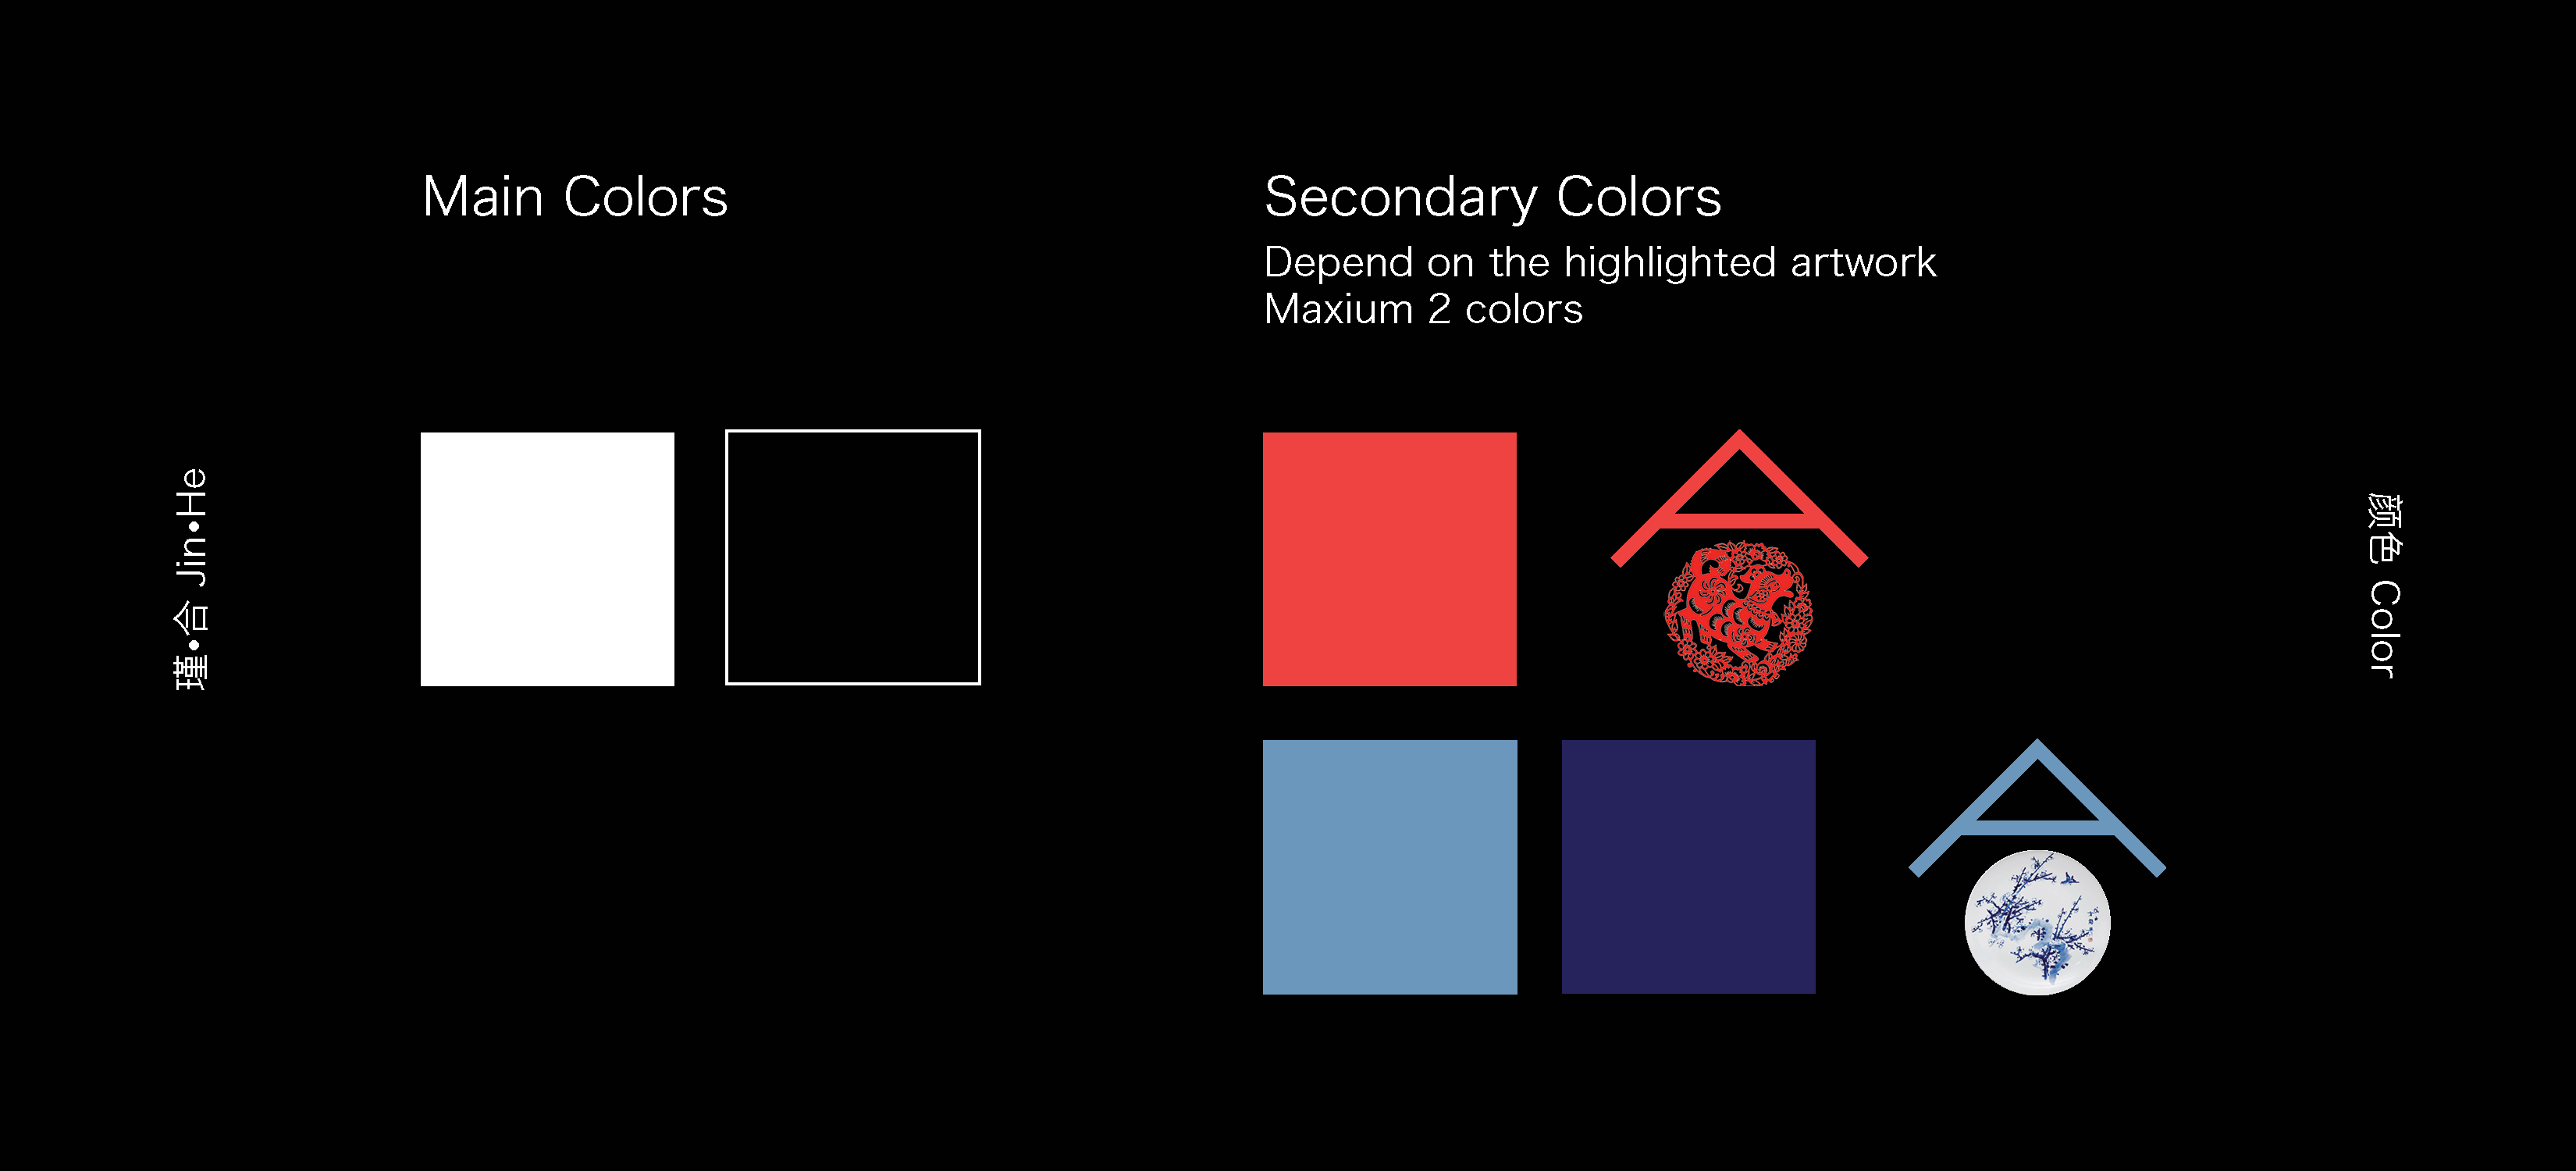 Main Colors
Secondary Colors
Depend on the highlighted artwork
Maxium 2 colors
瑾•合 Jin•He
颜色 Color